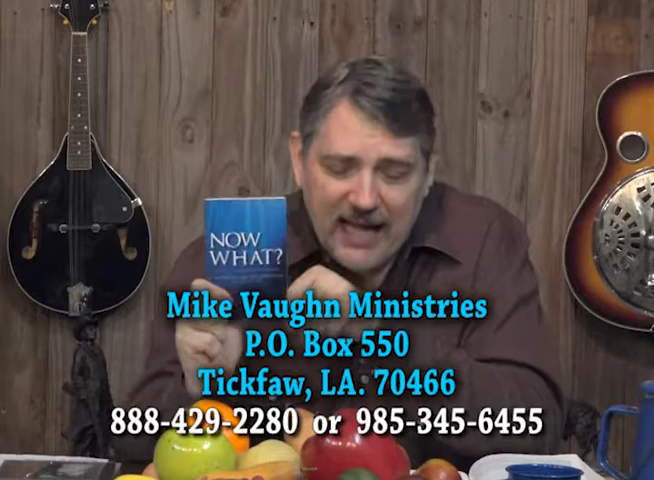 NOW
WHAT?
Mike Vaughn Ministries
P.O. Box 550
Tickfaw, LA. 70466
888-429-2280 or 985-345-6455